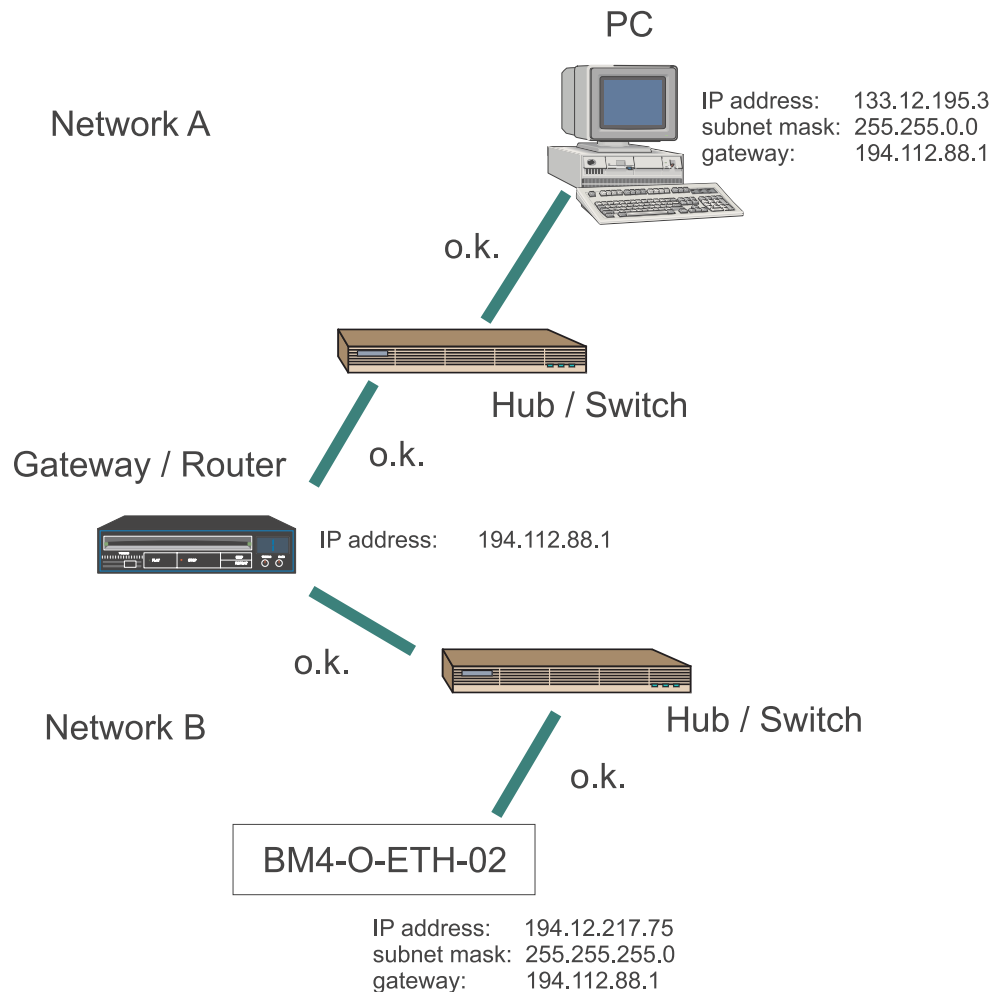 PC
Network A
IP address: 133.12.195.3
subnet mask: 255.255.0.0
gateway: 194.112.88.1
o.k.
Hub / Switch
o.k.
Gateway / Router
IP address: 194.112.88.1
o.k.
Network B
Hub / Switch
o.k.
BM4-O-ETH-02
IP address: 194.12.217.75
subnet mask: 255.255.255.0
gateway: 194.112.88.1